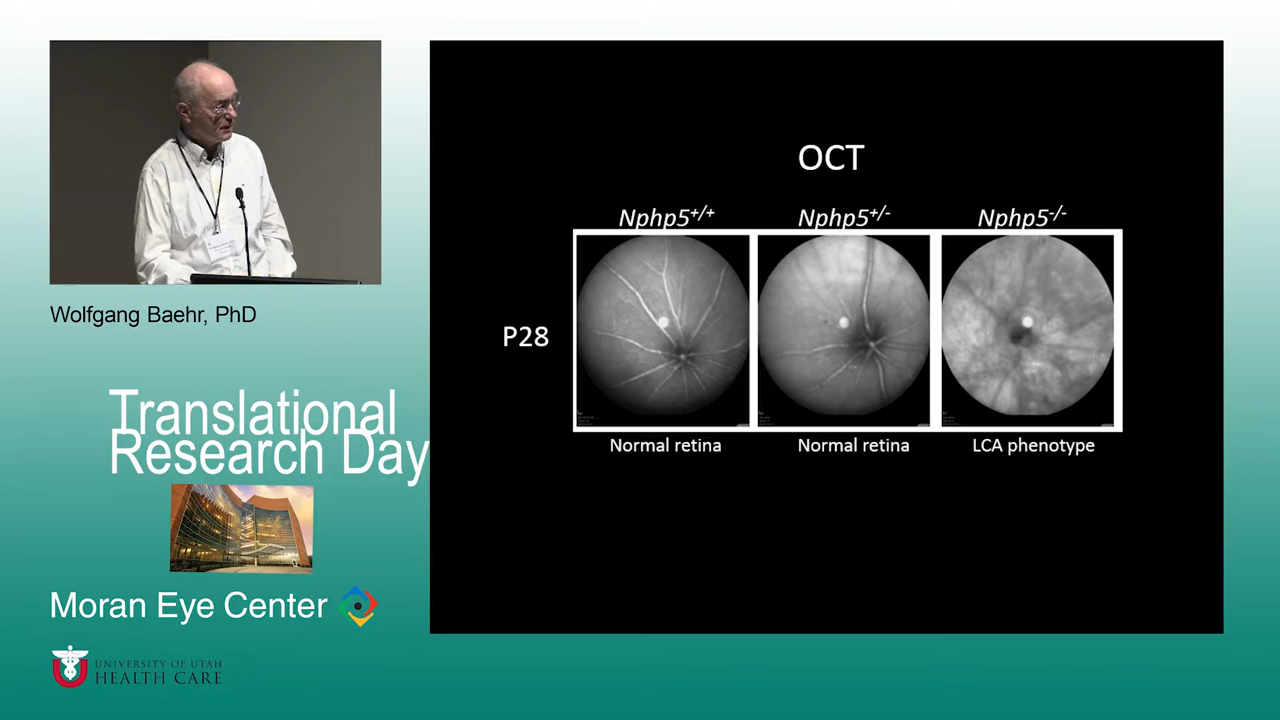 Wolfgang Baehr, PhD
Translational
Research Day
Moran Eye Center
UNIVERSITY OF UTAH
HEALTH CARE
OCT
Nphp5+/+ Nphp5+/- Nphp5-/-
P28
Normal retina Normal retina LCA phenotype